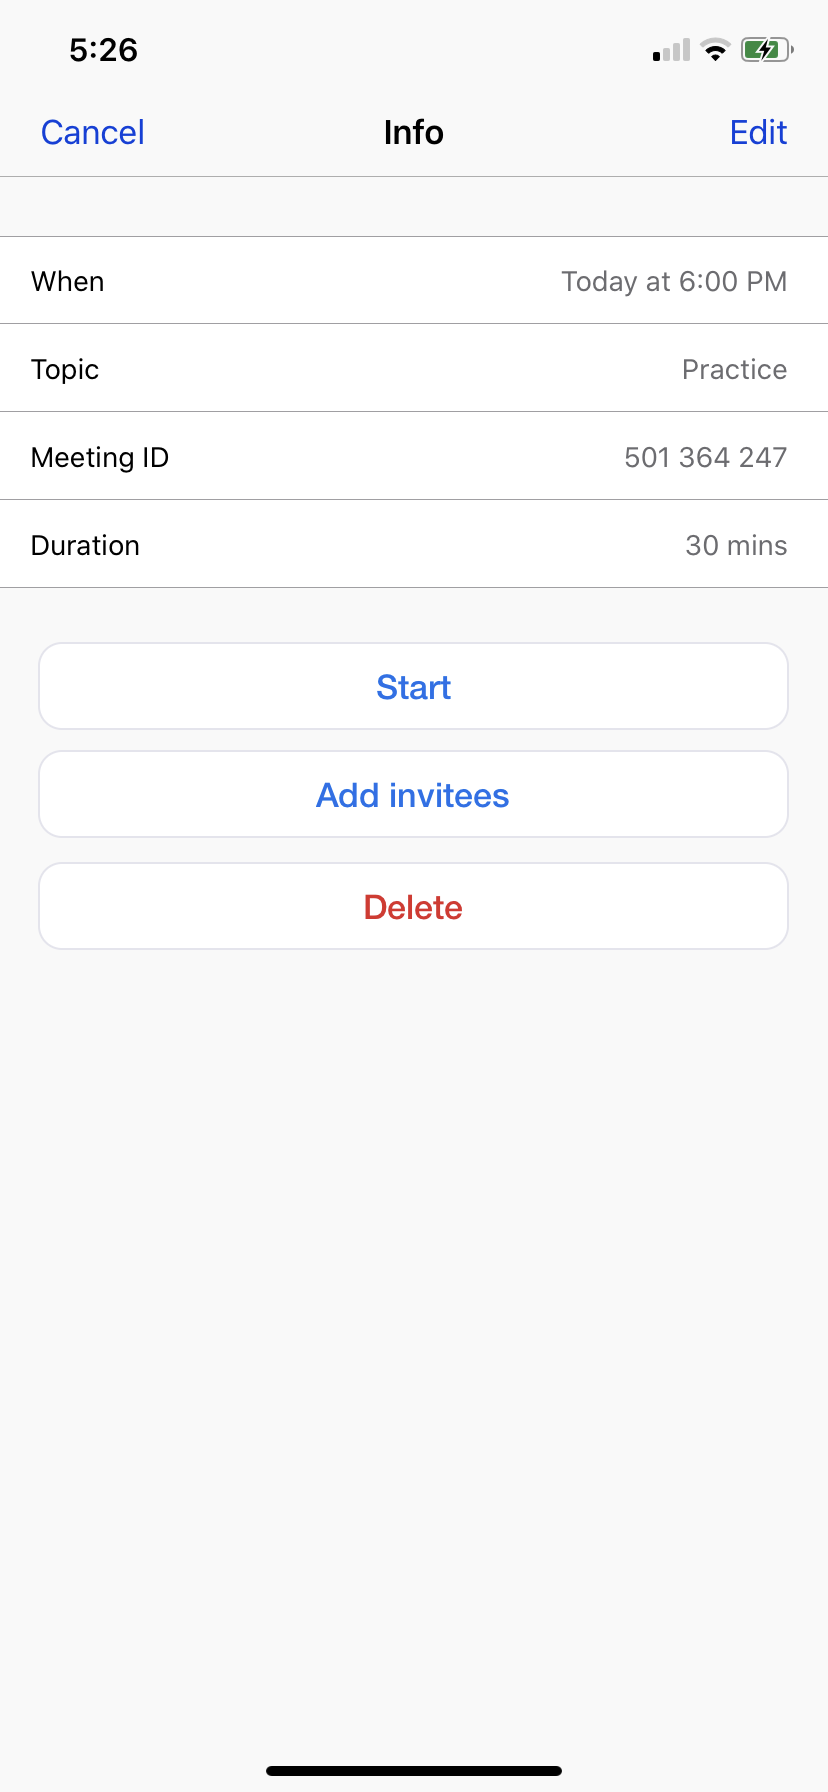 5:26
Cancel Info Edit
When Today at 6:00 PM
Topic Practice
Meeting ID 501 364 247
Duration 30 mins
Start
Add invitees
Delete